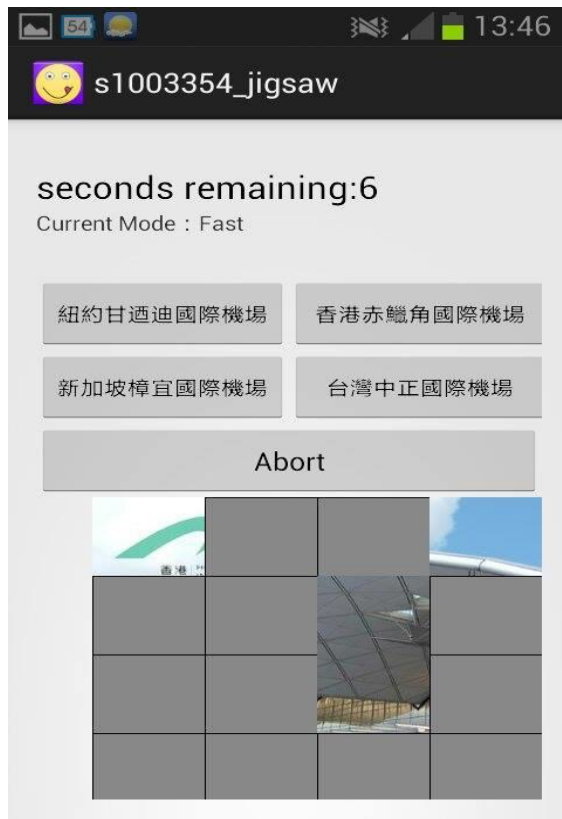 54
13:46
s1003354_jigsaw
seconds remaining:6
Current Mode：Fast
紐約甘迺迪國際機場
香港赤鱲角國際機場
新加坡樟宜國際機場
台灣中正國際機場
Abort
香港